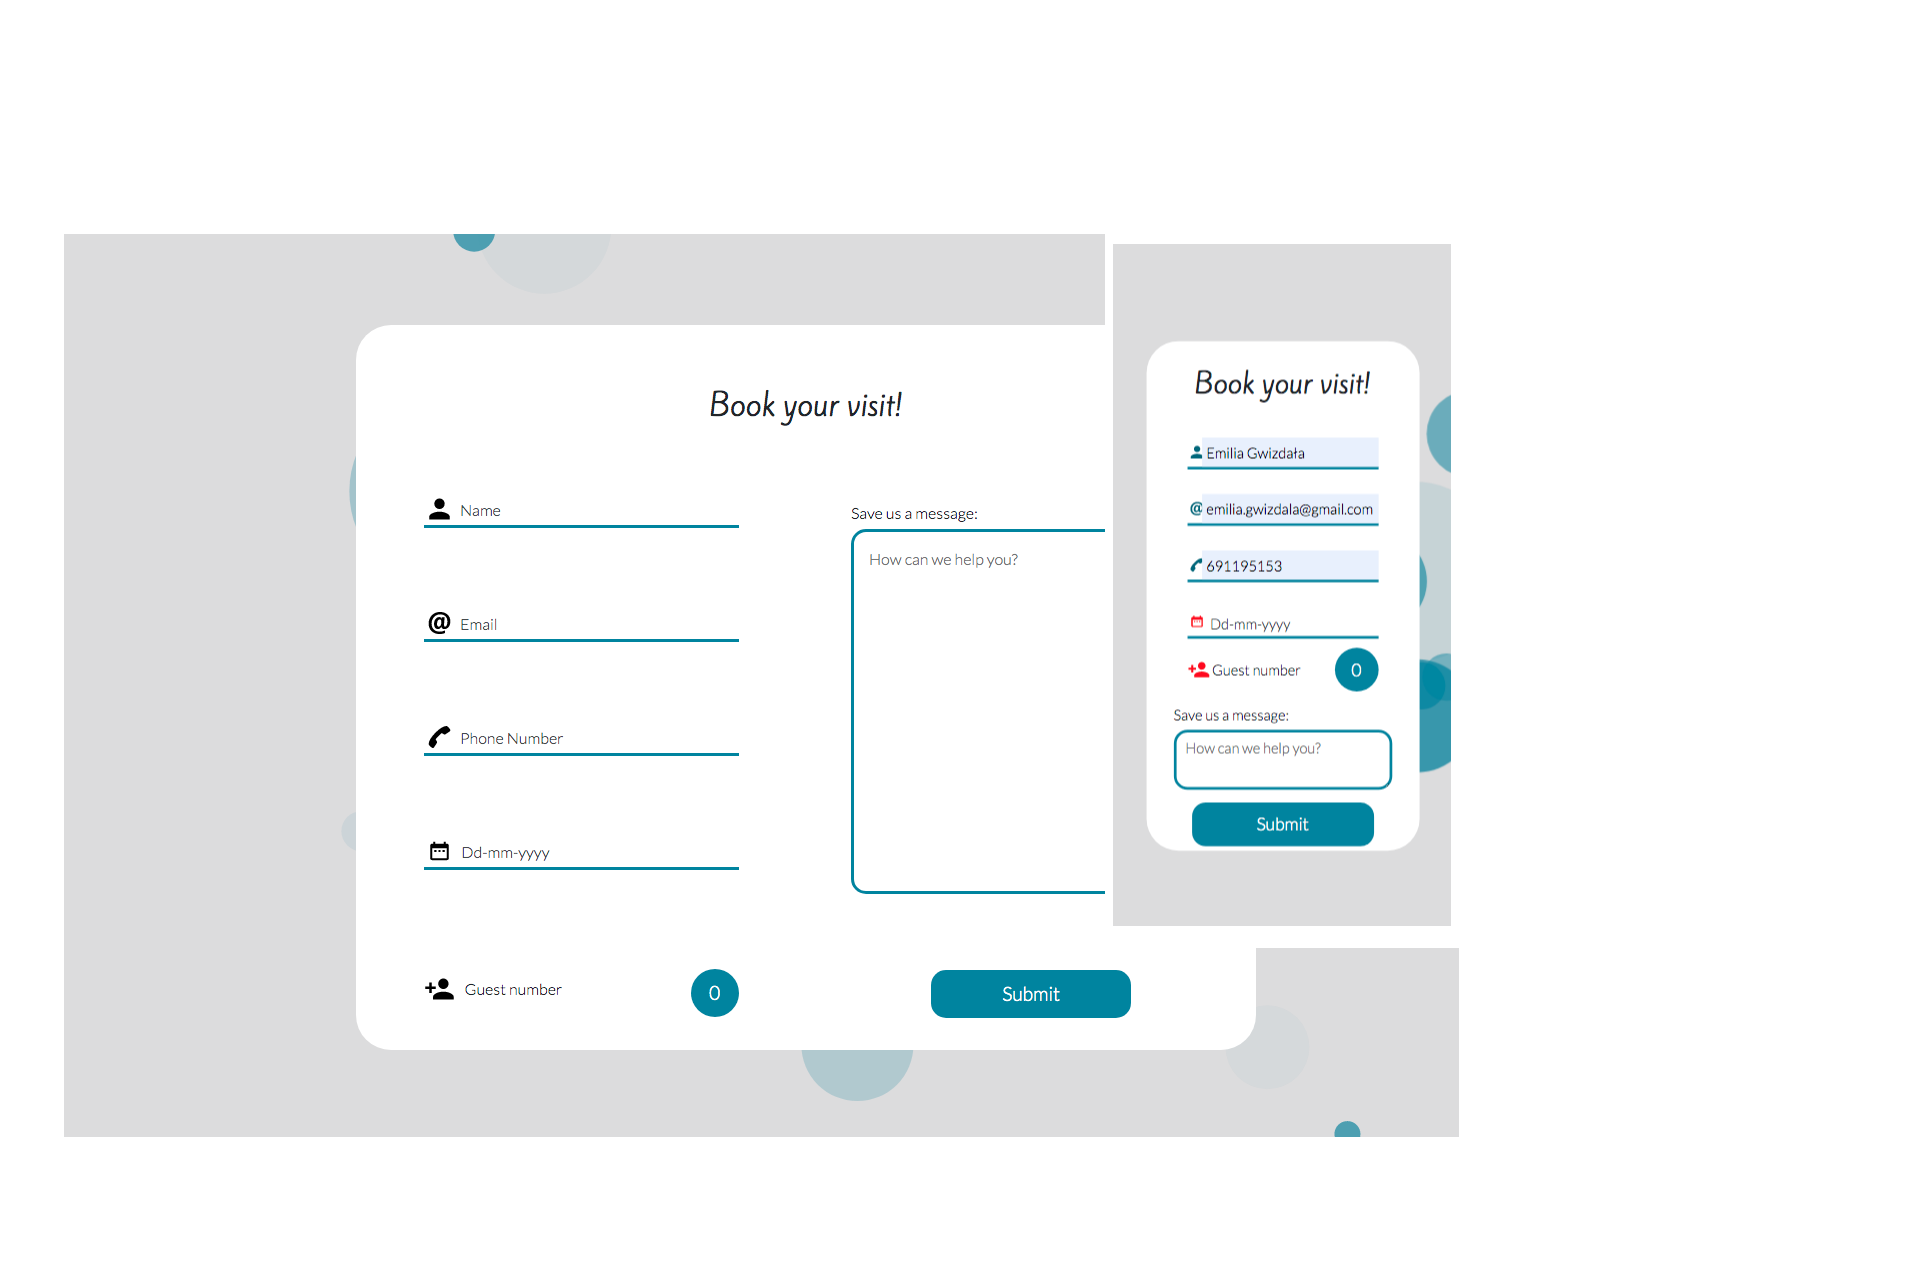 Book your visit!
Name
Save us a message:
How can we help you?
@ Email
Phone Number
Dd-mm-yyyy
Guest number
0
Submit
Book your visit!
Emilia Gwizdała
@ emilia.gwizdala@gmail.com
691195153
Dd-mm-yyyy
Guest number
0
Save us a message:
How can we help you?
Submit